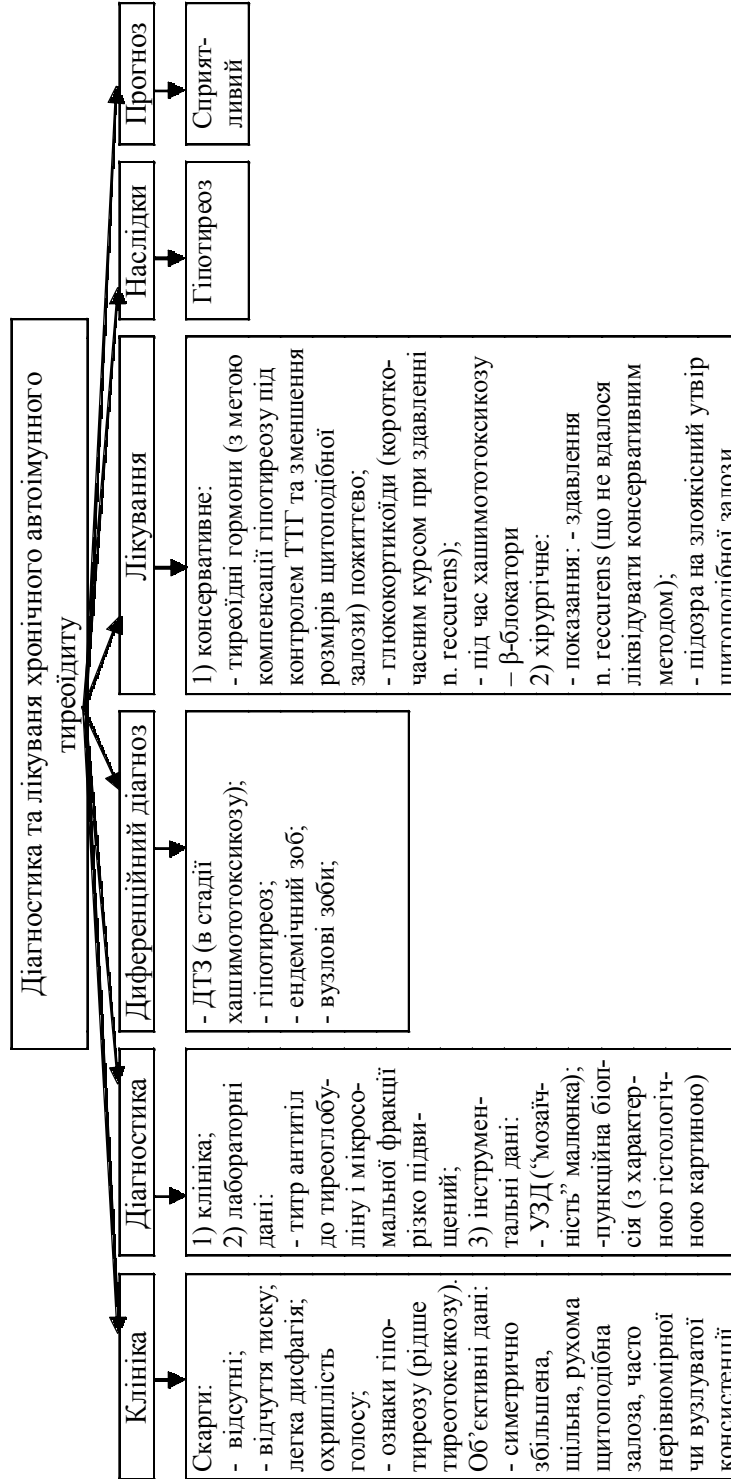 Діагностика та лікуваня хронічного автоімунного
тиреоїдиту
Клініка
Скарги:
- відсутні;
- відчуття тиску;
легка дисфагія;
охриплість
голосу;
- ознаки гіпо-
тиреозу (рідше
тиреотоксикозу).
Об’єктивні дані:
- симетрично
збільшена,
щільна, рухома
щитоподібна
залоза, часто
нерівномірної
чи вузлуватої
консистенції
Діагностика
1) клініка;
2) лабораторні
дані:
- титр антитіл
до тиреоглобу-
ліну і мікросо-
мальної фракції
різко підви-
щений;
3) інструмен-
тальні дані:
- УЗД (“мозаїч-
ність” малюнка);
-пункційна біоп-
сія (з характер-
ною гістологіч-
ною картиною)
Диференційний діагноз
- ДТЗ (в стадії
хашимототоксикозу);
- гіпотиреоз;
- ендемічний зоб;
- вузлові зоби;
Лікування
1) консервативне:
- тиреоїдні гормони (з метою
компенсації гіпотиреозу під
контролем ТТГ та зменшення
розмірів щитоподібної
залози) пожиттєво;
- глюкокортикоїди (коротко-
часним курсом при здавленні
n. reccurens);
- під час хашимототоксикозу
– β-блокатори
2) хірургічне:
- показання: - здавлення
n. reccurens (що не вдалося
ліквідувати консервативним
методом);
- підозра на злоякісний утвір
щитоподібної залози
Наслідки
Гіпотиреоз
Прогноз
Сприят-
ливий